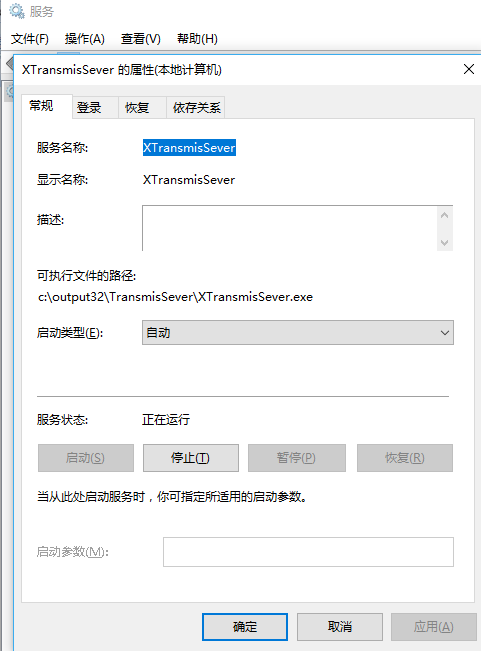 服务
文件(F) 操作(A) 查看(V) 帮助(H)
XTransmisSever 的属性(本地计算机)
常规 登录 恢复 依存关系
服务名称: XTransmisSever
显示名称: XTransmisSever
描述:
可执行文件的路径:
c:\output32\TransmisSever\XTransmisSever.exe
启动类型(E): 自动
服务状态: 正在运行
启动(S) 停止(T) 暂停(P) 恢复(R)
当从此处启动服务时，你可指定所适用的启动参数。
启动参数(M):
确定 取消 应用(A)